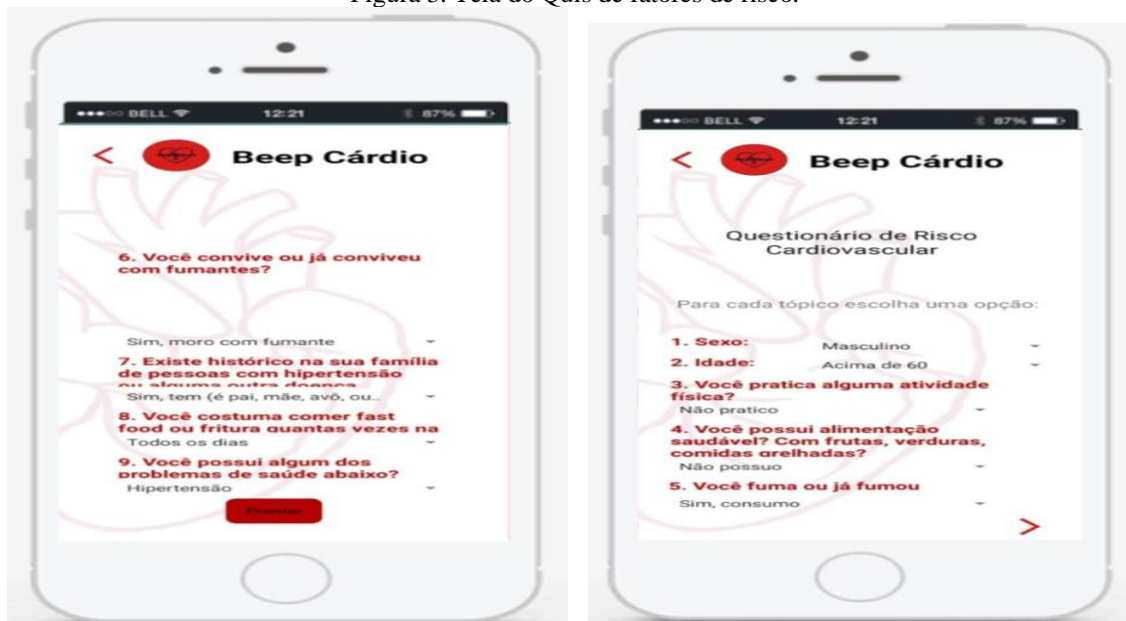 Figura 3. Tela do Quis de fatores de risco.
BELL 12:21 87%
Beep Cárdio
6. Você convive ou já conviveu
com fumantes?
Sim, moro com fumante
7. Existe histórico na sua família
de pessoas com hipertensão
ou alguma outra doença
Sim, tem (é pai, mãe, avô, ou..
8. Você costuma comer fast
food ou fritura quantas vezes na
Todos os dias
9. Você possui algum dos
problemas de saúde abaixo?
Hipertensão
BELL 12:21 87%
Beep Cárdio
Questionário de Risco
Cardiovascular
Para cada tópico escolha uma opção:
1. Sexo: Masculino
2. Idade: Acima de 60
3. Você pratica alguma atividade
física?
Não pratico
4. Você possui alimentação
saudável? Com frutas, verduras,
comidas grelhadas?
Não possuo
5. Você fuma ou já fumou
Sim, consumo